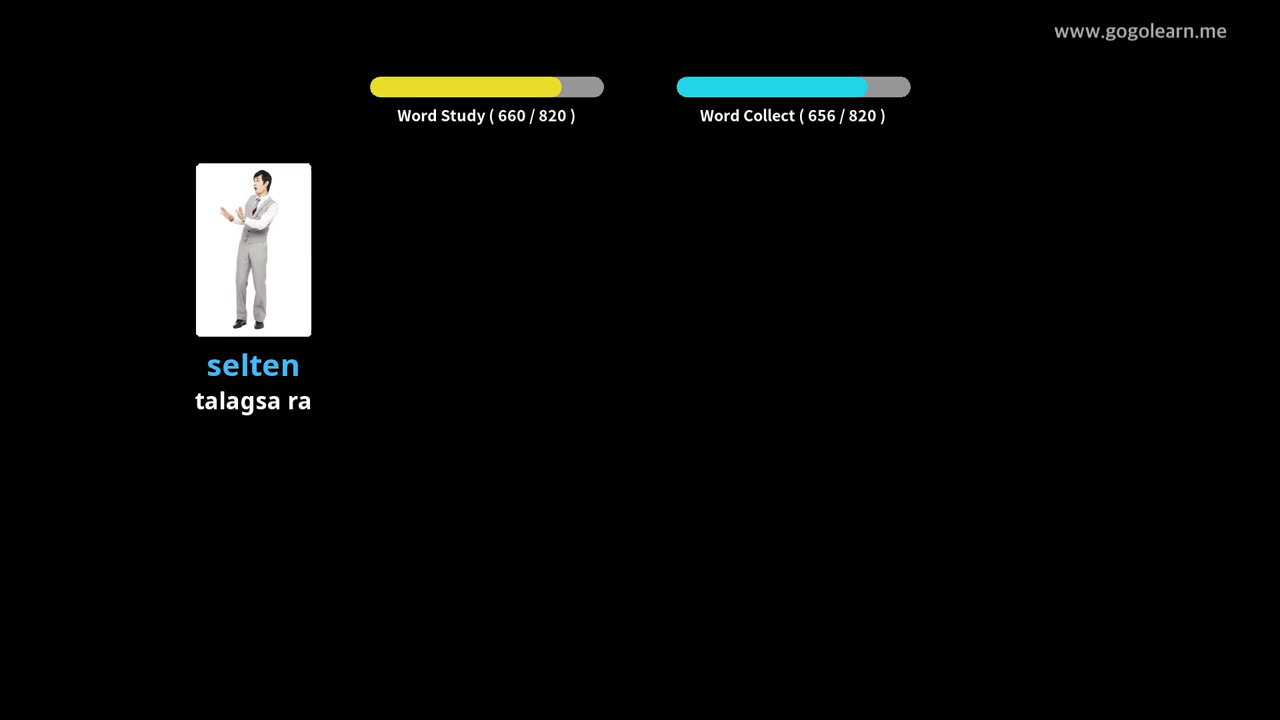 www.gogolearn.me
Word Study ( 660 / 820 )
Word Collect ( 656 / 820 )
selten
talagsa ra